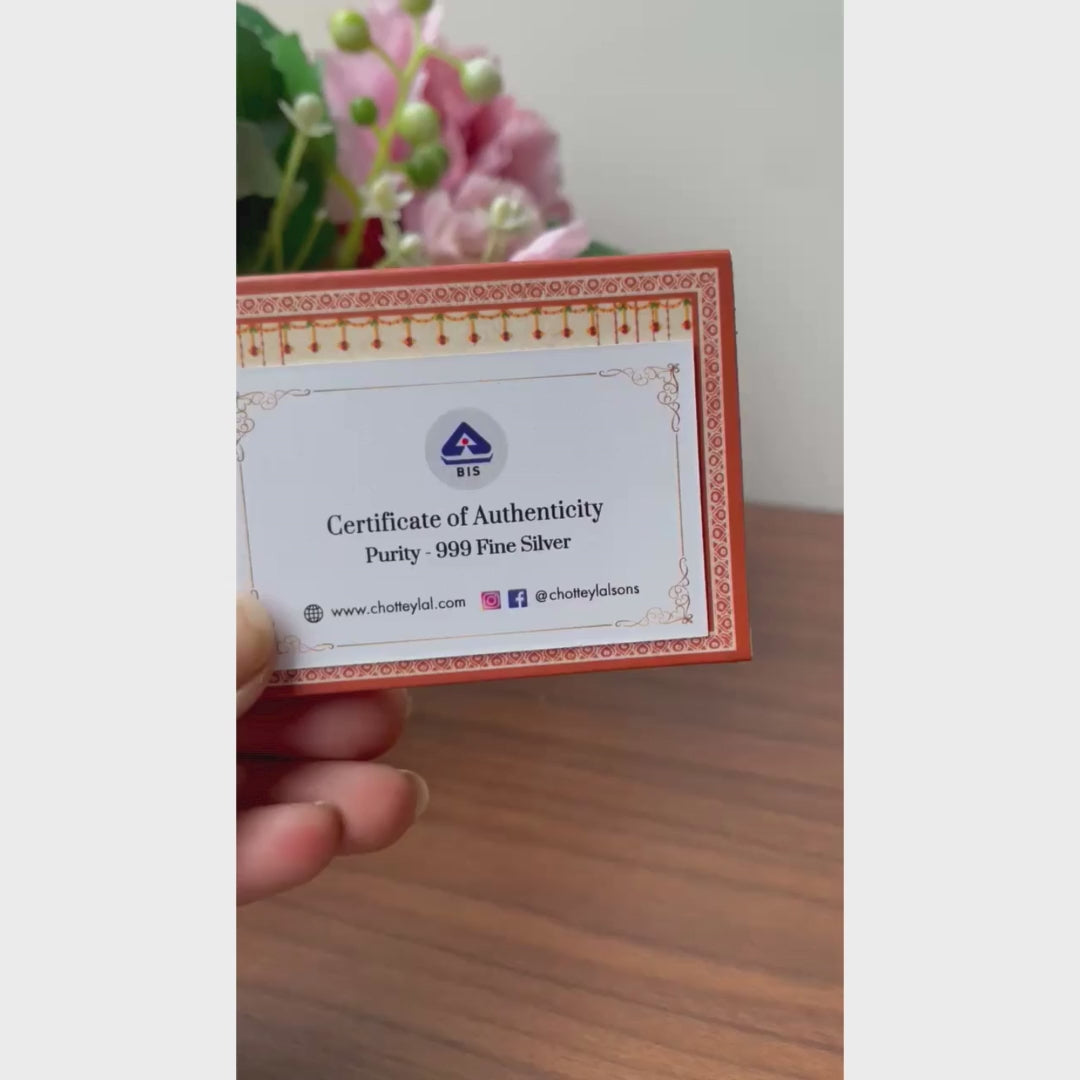 BIS
Certificate of Authenticity
Purity - 999 Fine Silver
www.chotteylal.com @chotteylalsons